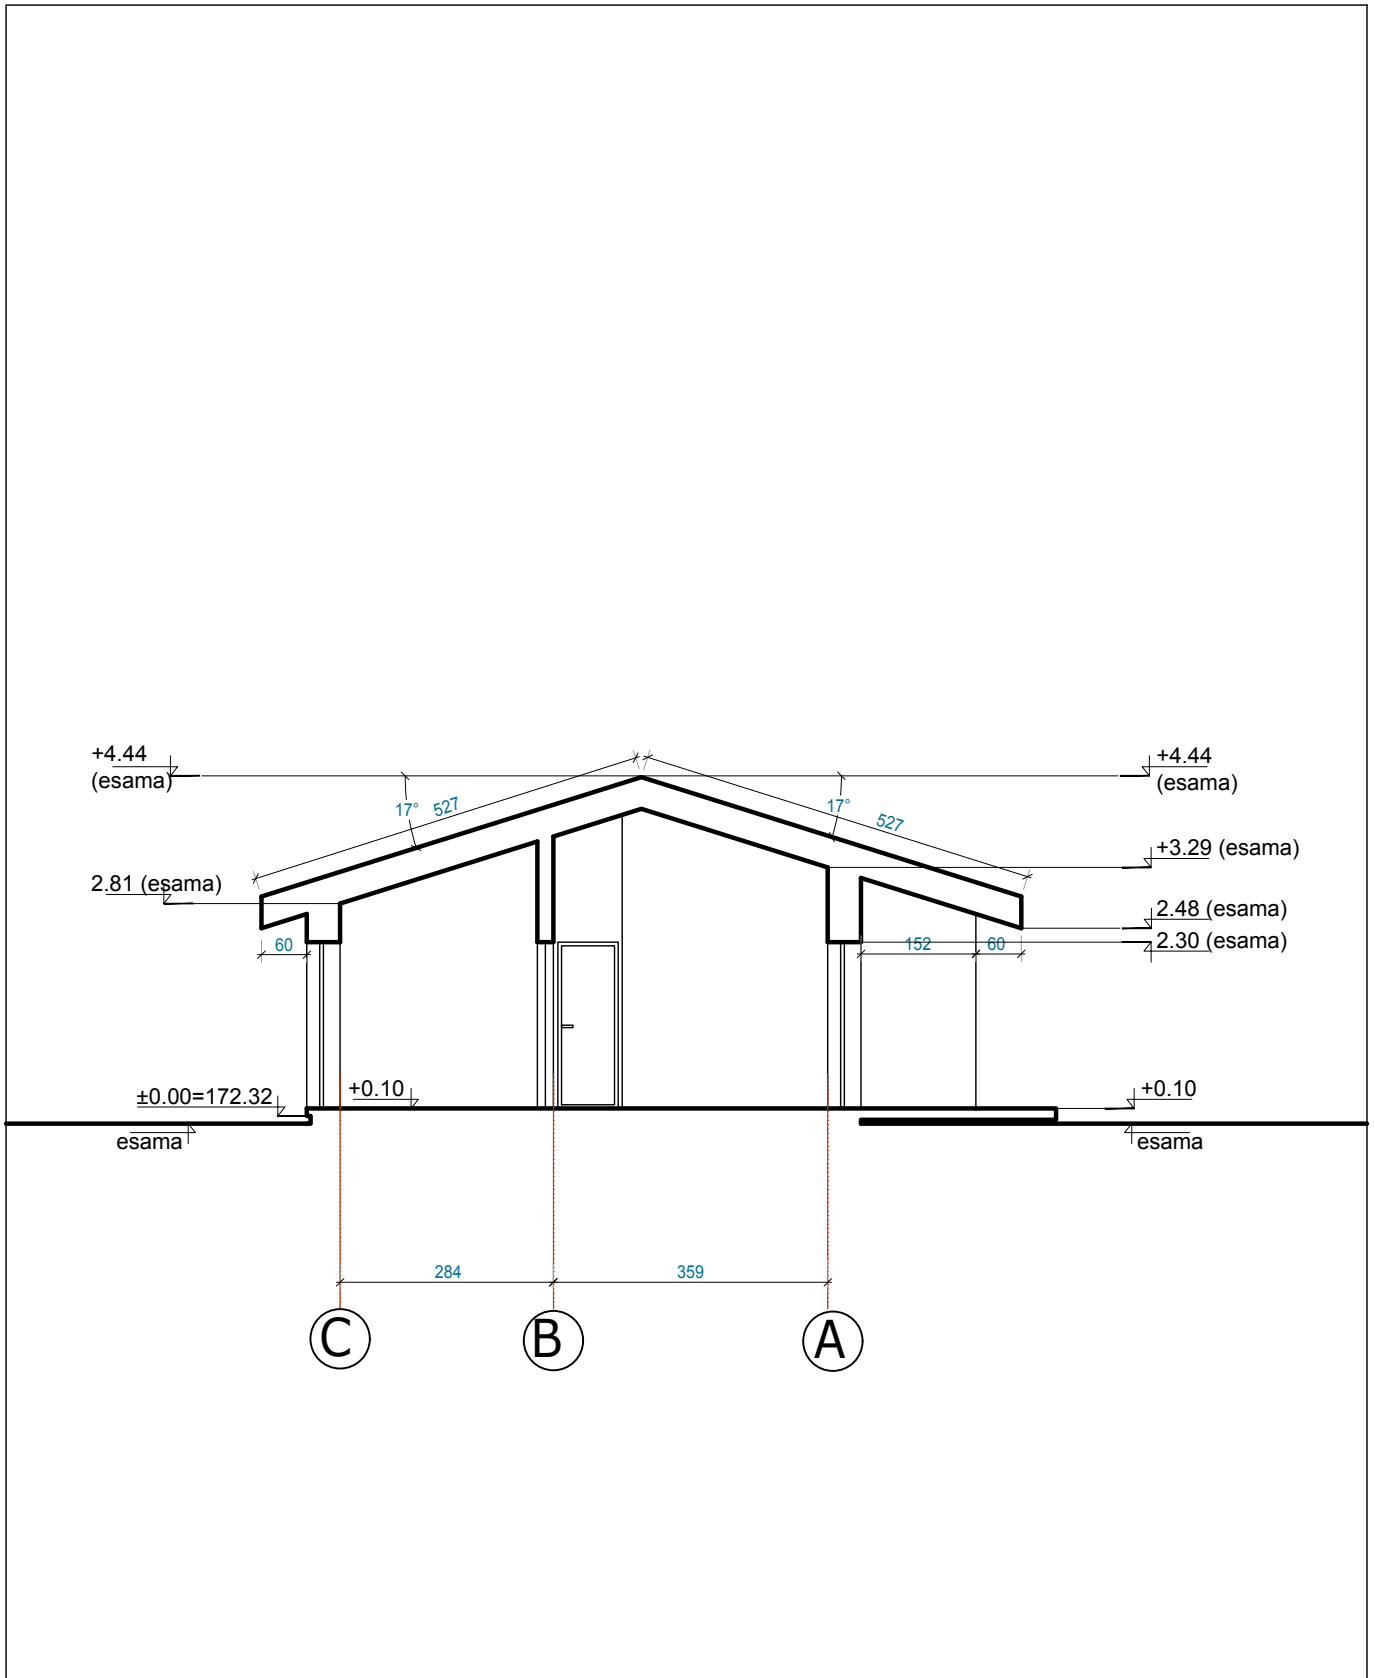 +4.44
(esama)
+4.44
(esama)
17°
527
17°
527
+3.29 (esama)
2.81 (esama)
2.48 (esama)
2.30 (esama)
60
152
60
±0.00=172.32
+0.10
+0.10
esama
esama
284
359
C
B
A